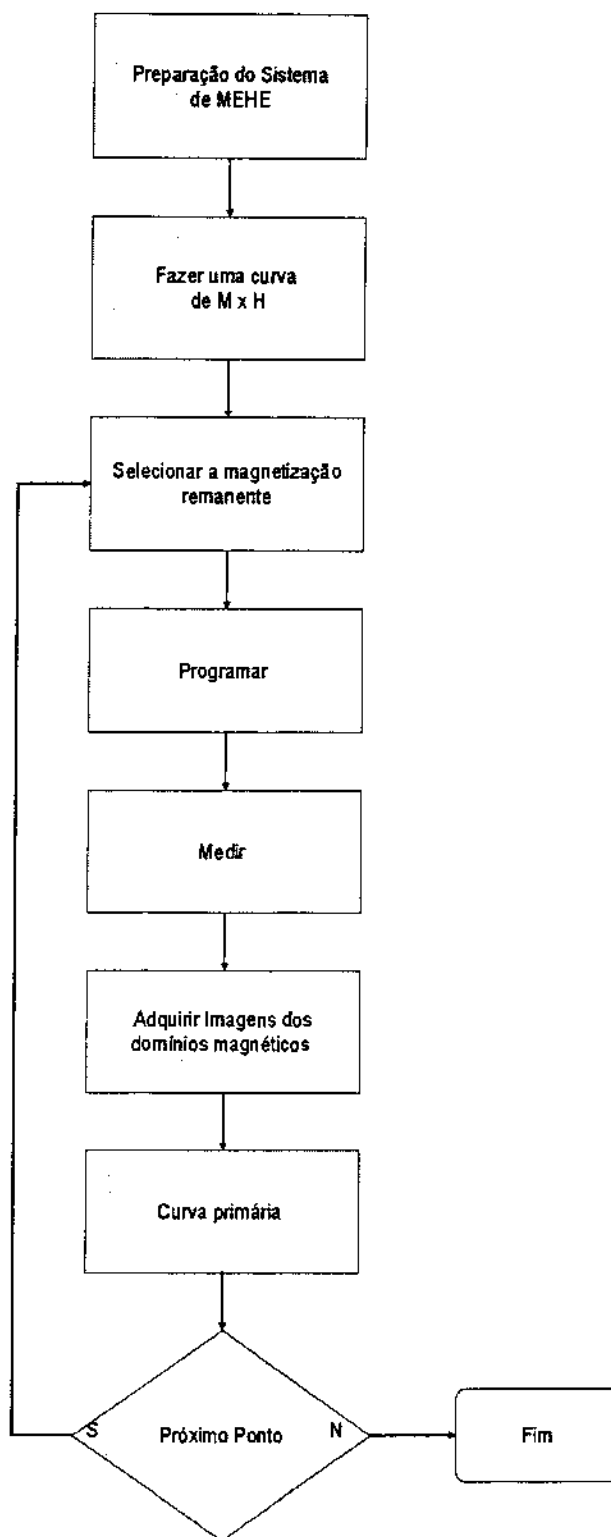 Preparação do Sistema
de MEHE
Fazer uma curva
de M x H
Selecionar a magnetização
remanente
Programar
Medir
Adquirir Imagens dos
domínios magnéticos
Curva primária
S
Próximo Ponto
N
Fim